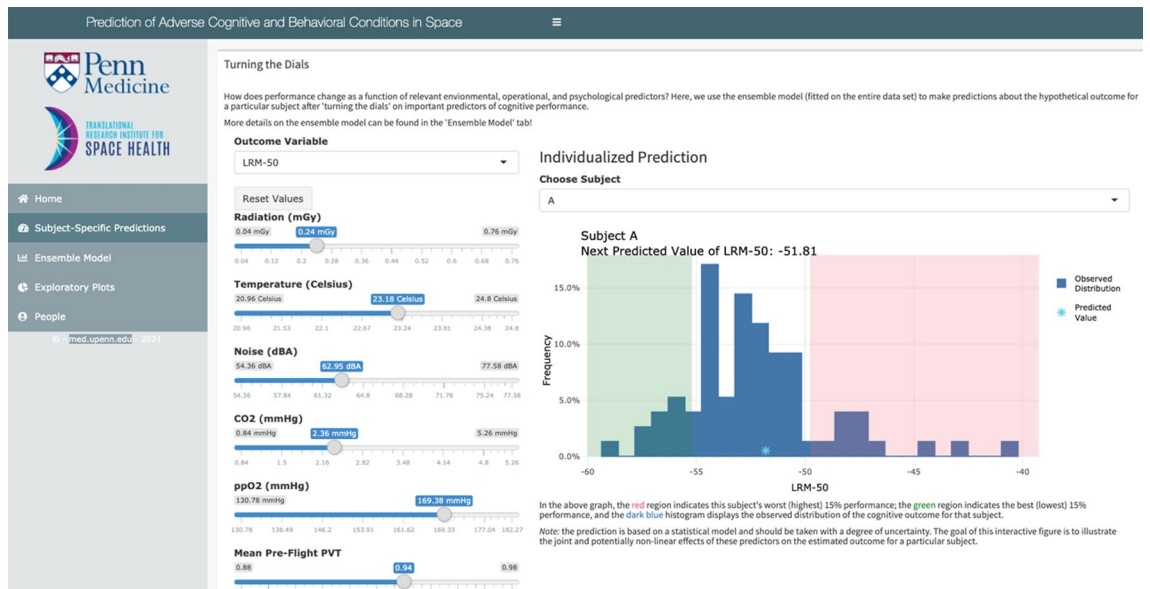 Prediction of Adverse Cognitive and Behavioral Conditions in Space
Penn
Medicine
TRANSLATIONAL
RESEARCH INSTITUTE FOR
SPACE HEALTH
Home
Subject-Specific Predictions
Ensemble Model
Exploratory Plots
People
© - med.upenn.edu - 2021
Turning the Dials
How does performance change as a function of relevant envionmental, operational, and psychological predictors? Here, we use the ensemble model (fitted on the entire data set) to make predictions about the hypothetical outcome for
a particular subject after 'turning the dials' on important predictors of cognitive performance.
More details on the ensemble model can be found in the 'Ensemble Model' tab!
Outcome Variable
LRM-50
Reset Values
Radiation (mGy)
0.04 mGy 0.24 mGy 0.76 mGy
0.04 0.12 0.2 0.28 0.36 0.44 0.52 0.6 0.68 0.76
Temperature (Celsius)
20.96 Celsius 23.18 Celsius 24.8 Celsius
20.96 21.53 22.1 22.67 23.24 23.81 24.38 24.8
Noise (dBA)
54.36 dBA 62.95 dBA 77.58 dBA
54.36 57.84 61.32 64.8 68.28 71.76 75.24 77.58
CO2 (mmHg)
0.84 mmHg 2.36 mmHg 5.26 mmHg
0.84 1.5 2.16 2.82 3.48 4.14 4.8 5.26
ppO2 (mmHg)
130.78 mmHg 169.38 mmHg
130.78 138.49 146.2 153.91 161.62 169.33 177.04 182.27
Mean Pre-Flight PVT
0.88 0.94 0.98
Individualized Prediction
Choose Subject
A
Subject A
Next Predicted Value of LRM-50: -51.81
15.0%
10.0%
5.0%
0.0%
Frequency
-60 -55 -50 -45 -40
LRM-50
Observed
Distribution
Predicted
Value
In the above graph, the red region indicates this subject's worst (highest) 15% performance; the green region indicates the best (lowest) 15%
performance, and the dark blue histogram displays the observed distribution of the cognitive outcome for that subject.
Note: the prediction is based on a statistical model and should be taken with a degree of uncertainty. The goal of this interactive figure is to illustrate
the joint and potentially non-linear effects of these predictors on the estimated outcome for a particular subject.